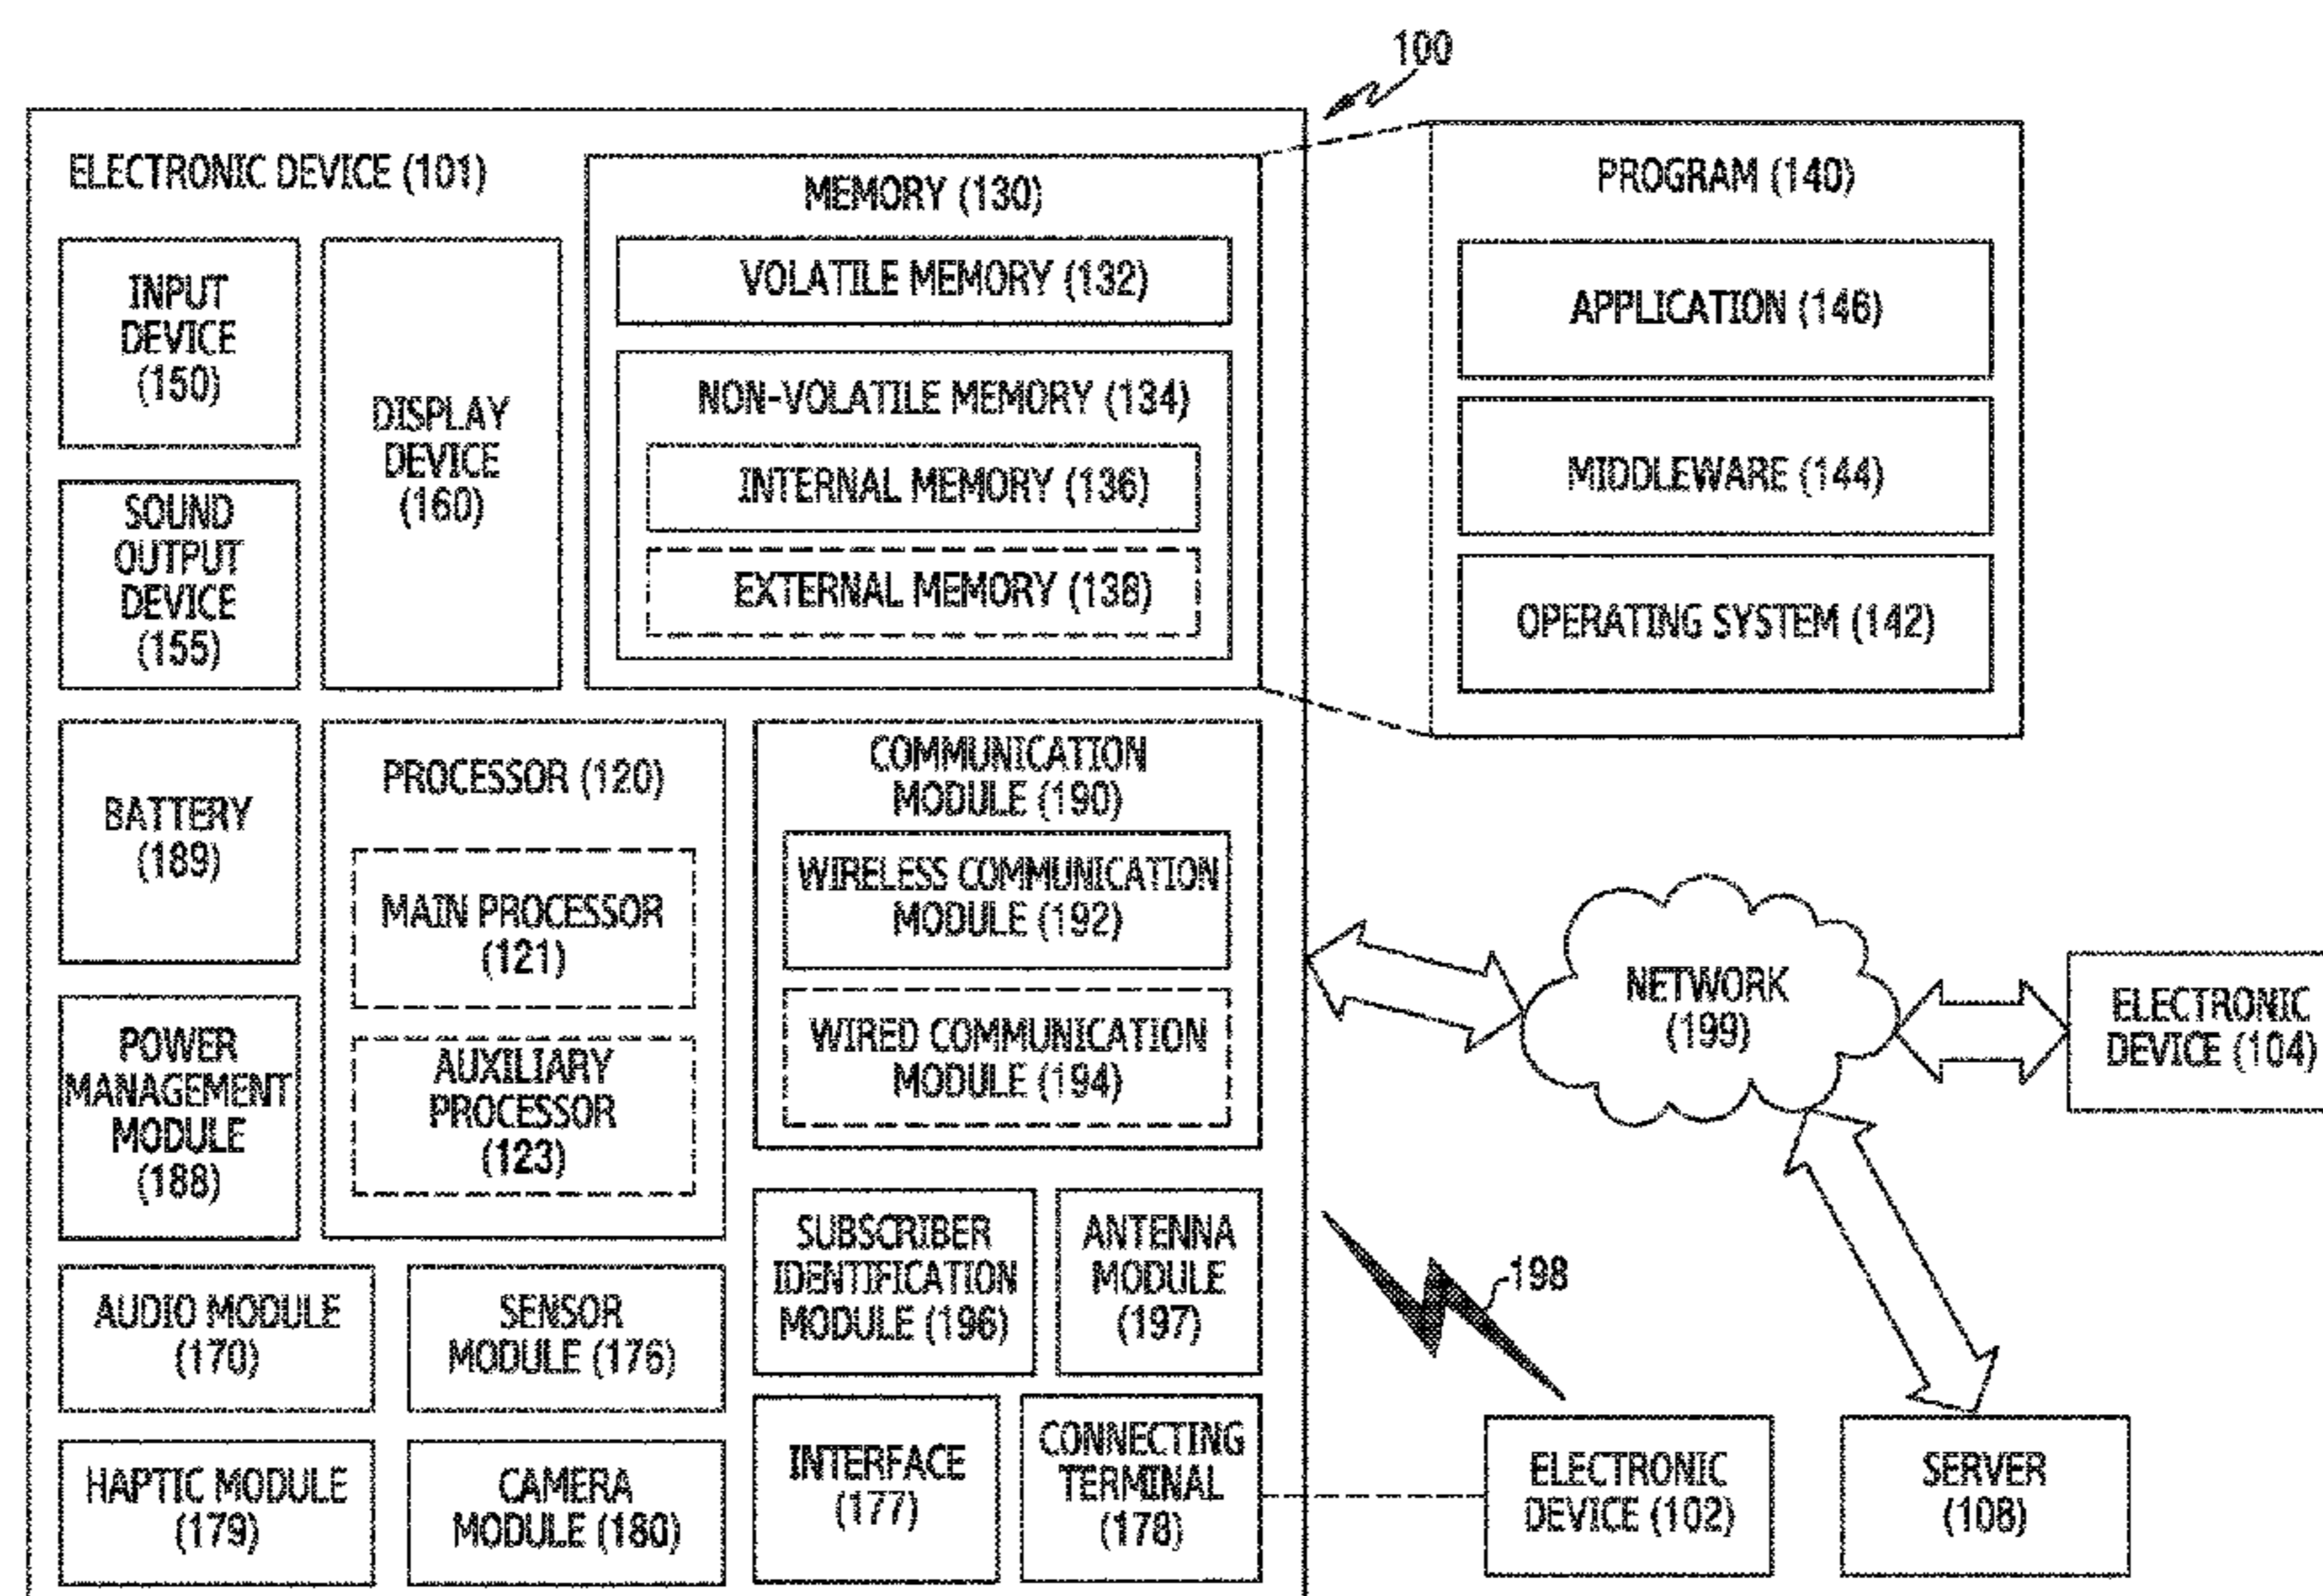 100
ELECTRONIC DEVICE (101)
INPUT
DEVICE
(150)
SOUND
OUTPUT
DEVICE
(155)
DISPLAY
DEVICE
(160)
MEMORY (130)
VOLATILE MEMORY (132)
NON-VOLATILE MEMORY (134)
INTERNAL MEMORY (136)
EXTERNAL MEMORY (138)
PROGRAM (140)
APPLICATION (146)
MIDDLEWARE (144)
OPERATING SYSTEM (142)
BATTERY
(189)
POWER
MANAGEMENT
MODULE
(188)
PROCESSOR (120)
MAIN PROCESSOR
(121)
AUXILIARY
PROCESSOR
(123)
COMMUNICATION
MODULE (190)
WIRELESS COMMUNICATION
MODULE (192)
WIRED COMMUNICATION
MODULE (194)
SUBSCRIBER
IDENTIFICATION
MODULE (196)
ANTENNA
MODULE
(197)
AUDIO MODULE
(170)
SENSOR
MODULE (176)
HAPTIC MODULE
(179)
CAMERA
MODULE (180)
INTERFACE
(177)
CONNECTING
TERMINAL
(178)
NETWORK
(199)
ELECTRONIC
DEVICE (104)
198
ELECTRONIC
DEVICE (102)
SERVER
(108)